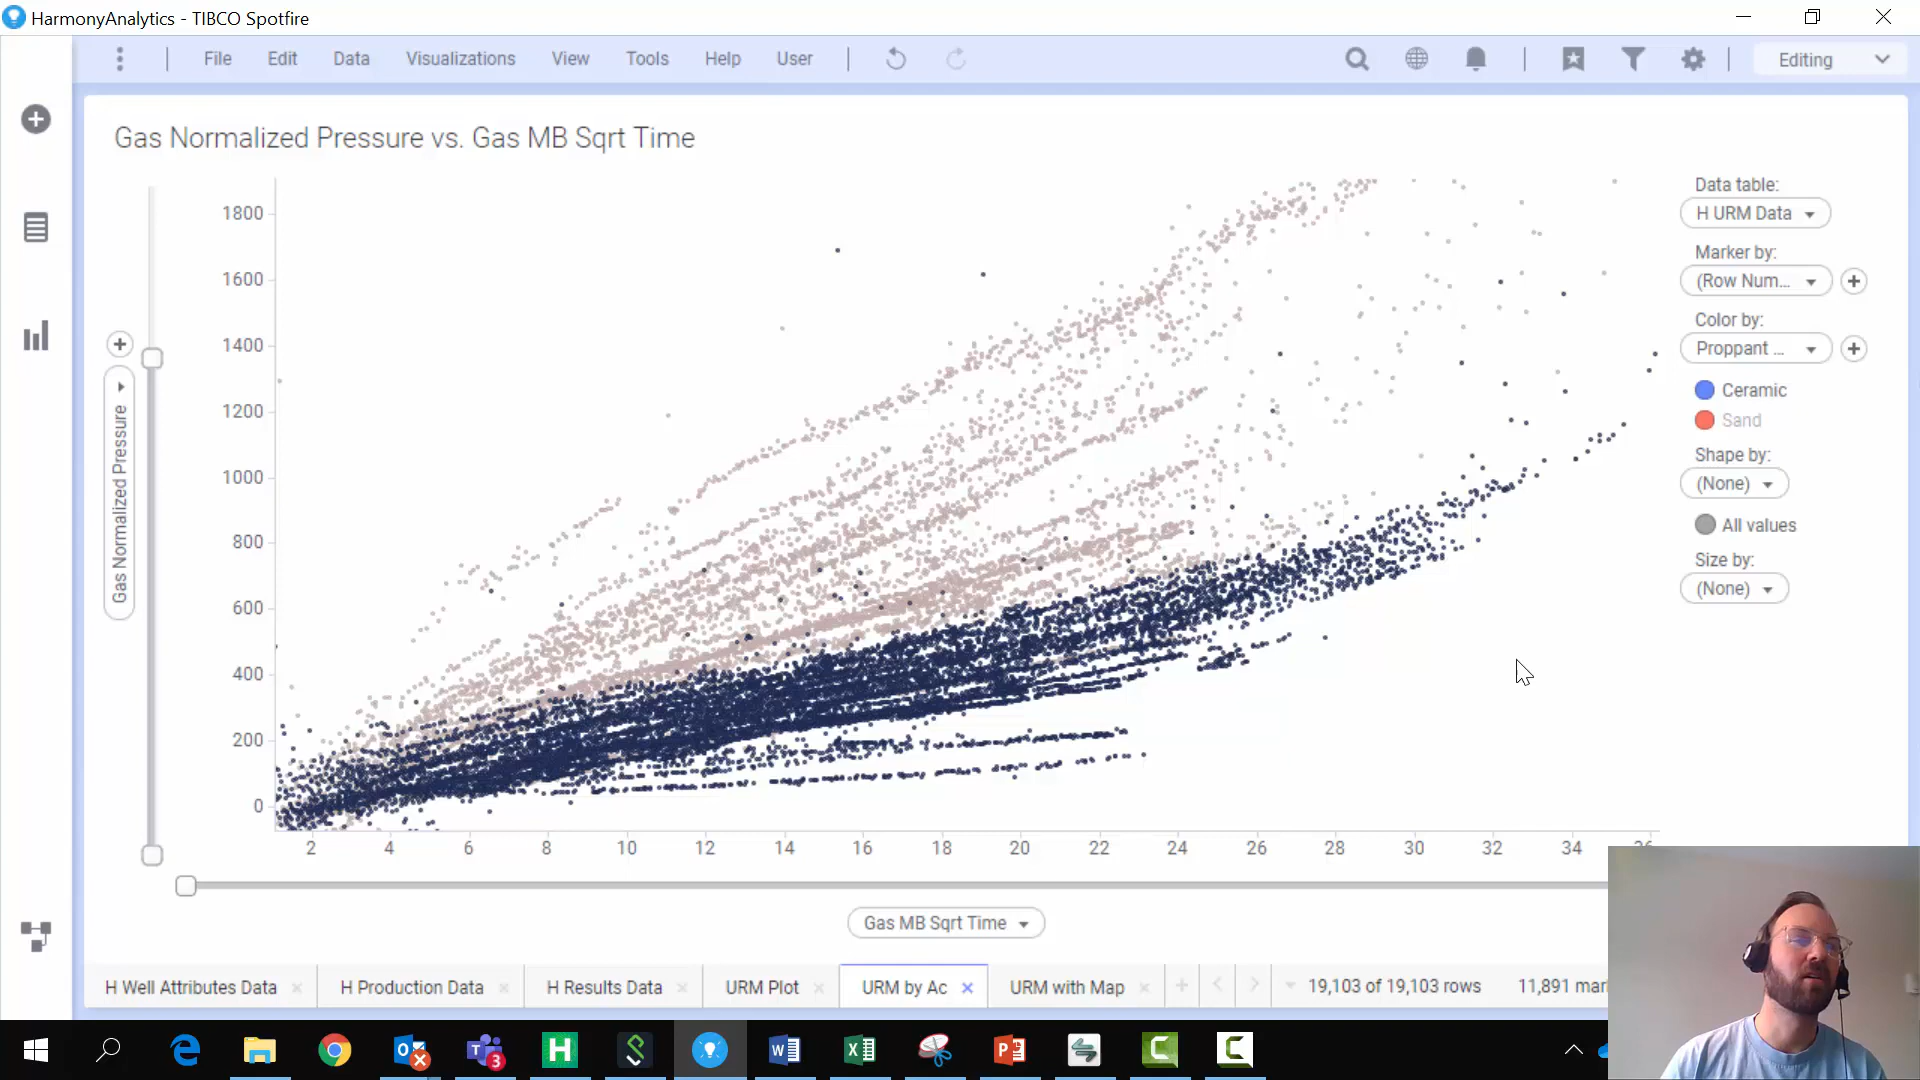 HarmonyAnalytics - TIBCO Spotfire
File Edit Data Visualizations View Tools Help User Editing
Gas Normalized Pressure vs. Gas MB Sqrt Time
1800
1600
1400
1200
1000
800
600
400
200
0
Gas Normalized Pressure
2 4 6 8 10 12 14 16 18 20 22 24 26 28 30 32 34
Gas MB Sqrt Time
Data table:
H URM Data
Marker by:
(Row Num...
Color by:
Proppant ...
Ceramic
Sand
Shape by:
(None)
All values
Size by:
(None)
H Well Attributes Data H Production Data H Results Data URM Plot URM by Ac URM with Map 19,103 of 19,103 rows 11,891
3